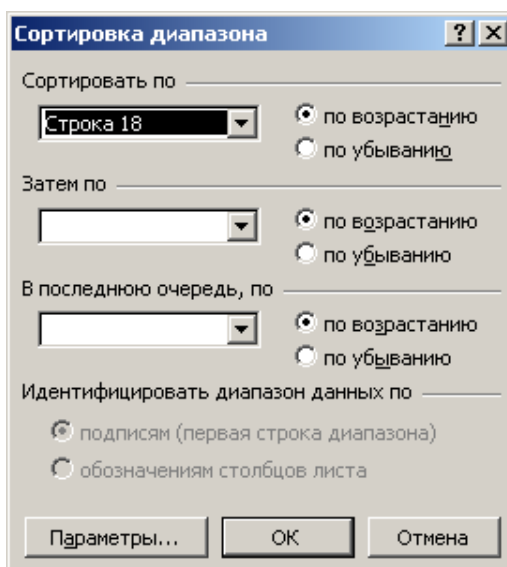 Сортировка диапазона
Сортировать по
Строка 18
по возрастанию
по убыванию
Затем по
по возрастанию
по убыванию
В последнюю очередь, по
по возрастанию
по убыванию
Идентифицировать диапазон данных по
подписям (первая строка диапазона)
обозначениям столбцов листа
Параметры... ОК Отмена